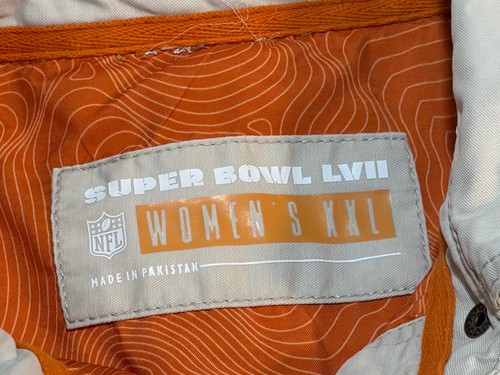 SUPER BOWL LVII
NFL
WOMEN'S XXL
MADE IN PAKISTAN